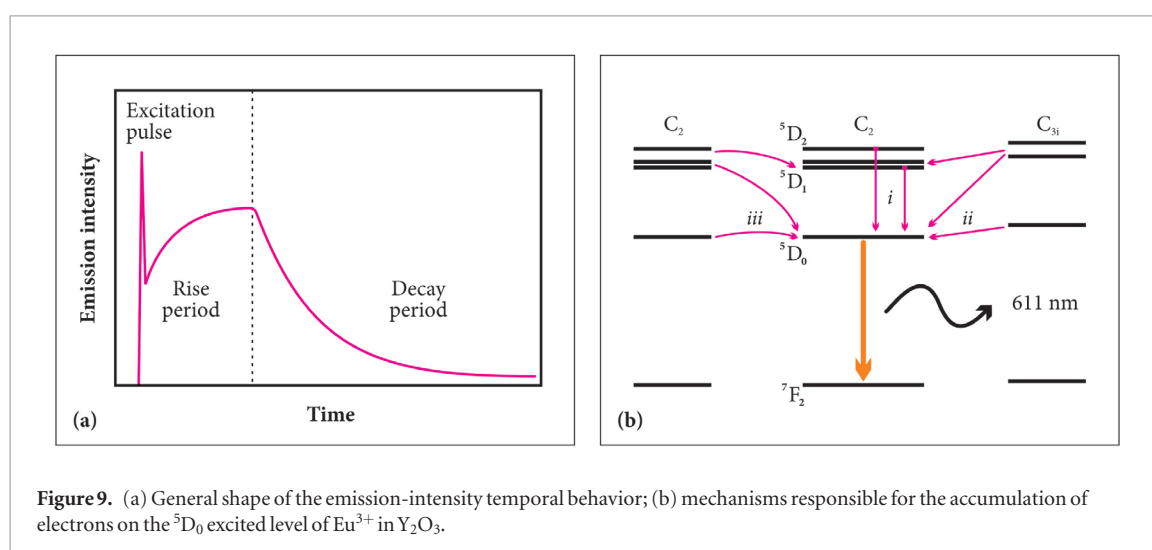 Excitation
pulse
Emission intensity
Rise
period
Decay
period
(a)
Time
C₂
⁵D₂
C₂
C₃ᵢ
⁵D₁
i
iii
ii
⁵D₀
611 nm
⁷F₂
(b)
Figure 9. (a) General shape of the emission-intensity temporal behavior; (b) mechanisms responsible for the accumulation of
electrons on the ⁵D₀ excited level of Eu³⁺ in Y₂O₃.